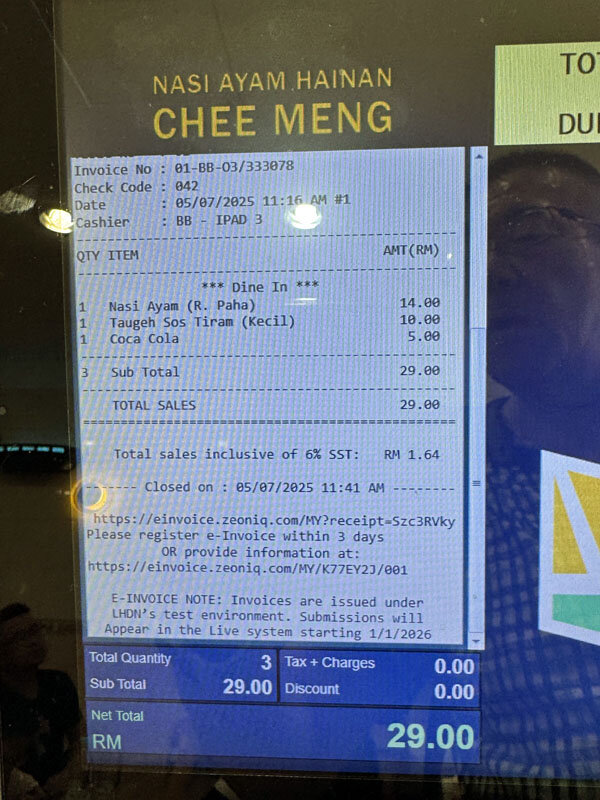 NASI AYAM HAINAN
CHEE MENG
TO
DU
Invoice No : 01-BB-O3/333078
Check Code : 042
Date : 05/07/2025 11:16 AM #1
Cashier : BB - IPAD 3
QTY ITEM AMT(RM)
*** Dine In ***
1 Nasi Ayam (R. Paha) 14.00
1 Taugeh Sos Tiram (Kecil) 10.00
1 Coca Cola 5.00
3 Sub Total 29.00
TOTAL SALES 29.00
Total sales inclusive of 6% SST: RM 1.64
------- Closed on : 05/07/2025 11:41 AM --------
https://einvoice.zeoniq.com/MY?receipt=Szc3RVky
Please register e-Invoice within 3 days
OR provide information at:
https://einvoice.zeoniq.com/MY/K77EY2J/001
E-INVOICE NOTE: Invoices are issued under
LHDN's test environment. Submissions will
Appear in the Live system starting 1/1/2026
Total Quantity 3 Tax + Charges 0.00
Sub Total 29.00 Discount 0.00
Net Total
RM 29.00